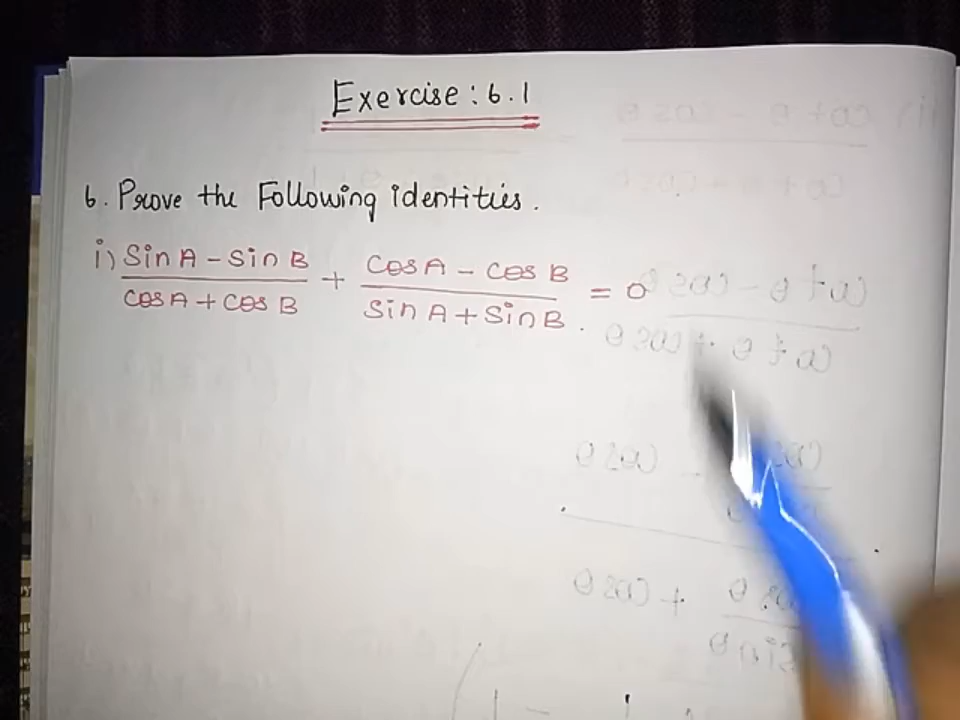 Exercise: 6.1
6. Prove the Following identities.
i) Sin A - Sin B / cos A + cos B + cos A - cos B / Sin A + Sin B. = 0